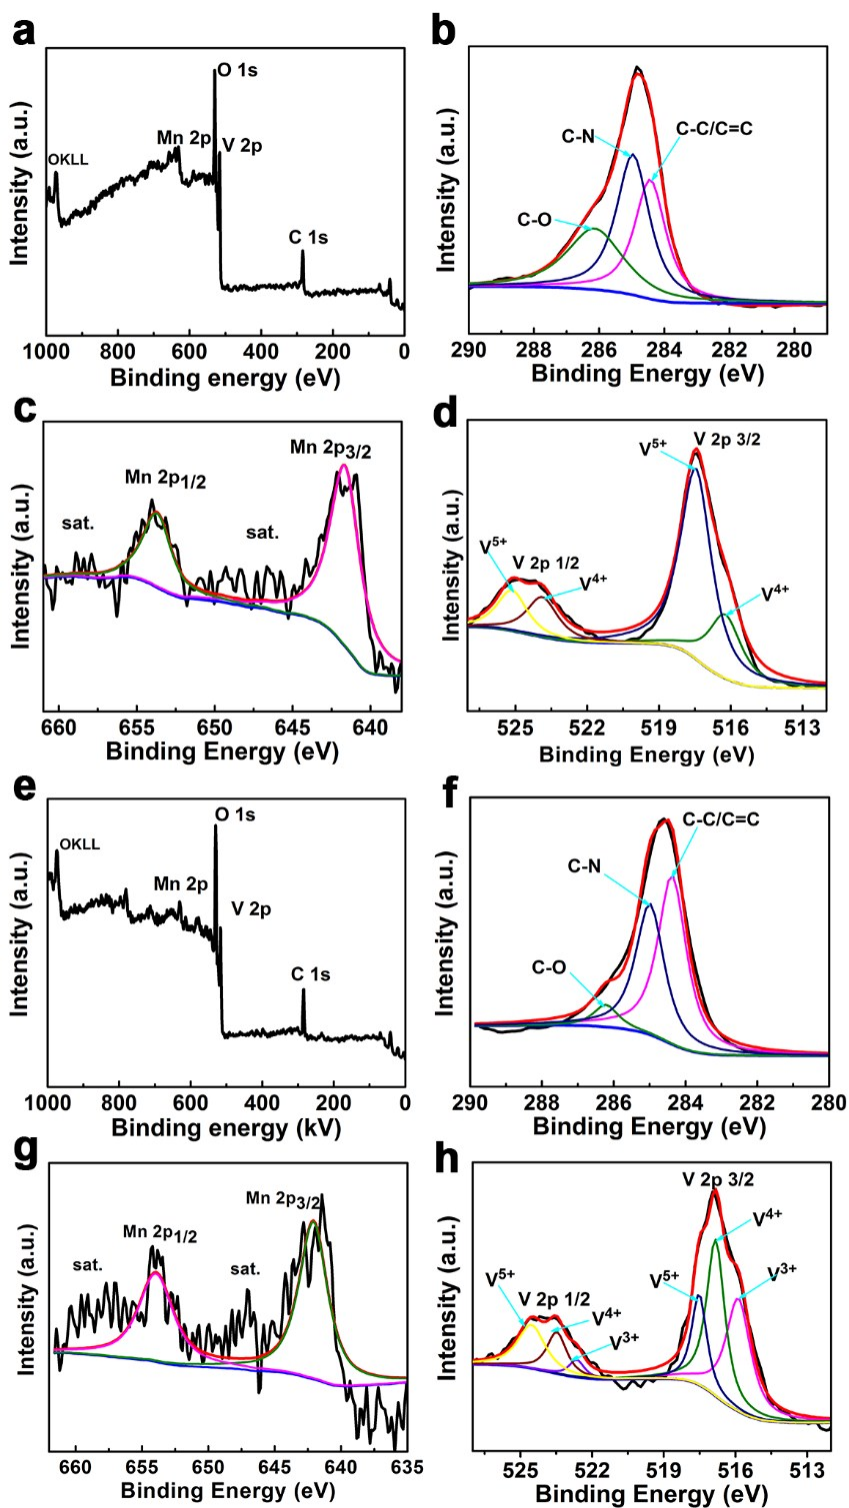 a
O 1s
Mn 2p
V 2p
OKLL
C 1s
Intensity (a.u.)
1000 800 600 400 200 0
Binding energy (eV)
b
C-N
C-C/C=C
C-O
Intensity (a.u.)
290 288 286 284 282 280
Binding Energy (eV)
c
Mn 2p3/2
Mn 2p1/2
sat.
sat.
Intensity (a.u.)
660 655 650 645 640
Binding Energy (eV)
d
V5+
V 2p 3/2
V5+
V 2p 1/2
V4+
V4+
Intensity (a.u.)
525 522 519 516 513
Binding Energy (eV)
e
O 1s
OKLL
Mn 2p
V 2p
C 1s
Intensity (a.u.)
1000 800 600 400 200 0
Binding energy (kV)
f
C-C/C=C
C-N
C-O
Intensity (a.u.)
290 288 286 284 282 280
Binding Energy (eV)
g
Mn 2p3/2
Mn 2p1/2
sat.
sat.
Intensity (a.u.)
660 655 650 645 640 635
Binding Energy (eV)
h
V 2p 3/2
V4+
V5+
V5+
V3+
V 2p 1/2
V4+
V3+
Intensity (a.u.)
525 522 519 516 513
Binding Energy (eV)